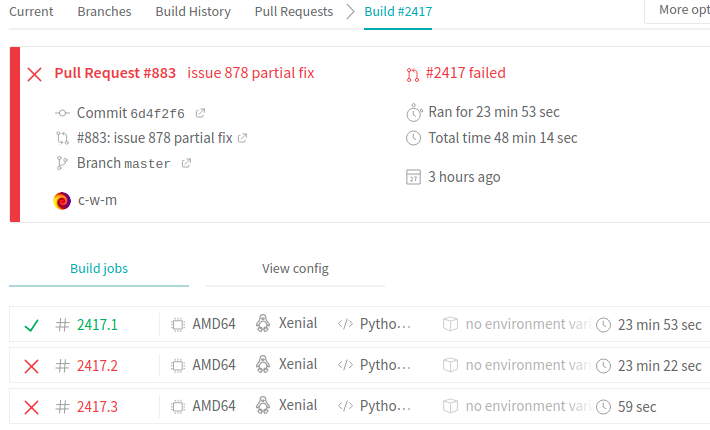 Current Branches Build History Pull Requests Build #2417 More opt
Pull Request #883 issue 878 partial fix
#2417 failed
Commit 6d4f2f6
Ran for 23 min 53 sec
#883: issue 878 partial fix
Total time 48 min 14 sec
Branch master
3 hours ago
c-w-m
Build jobs View config
# 2417.1 AMD64 Xenial </> Pytho… no environment vari 23 min 53 sec
# 2417.2 AMD64 Xenial </> Pytho… no environment vari 23 min 22 sec
# 2417.3 AMD64 Xenial </> Pytho… no environment vari 59 sec